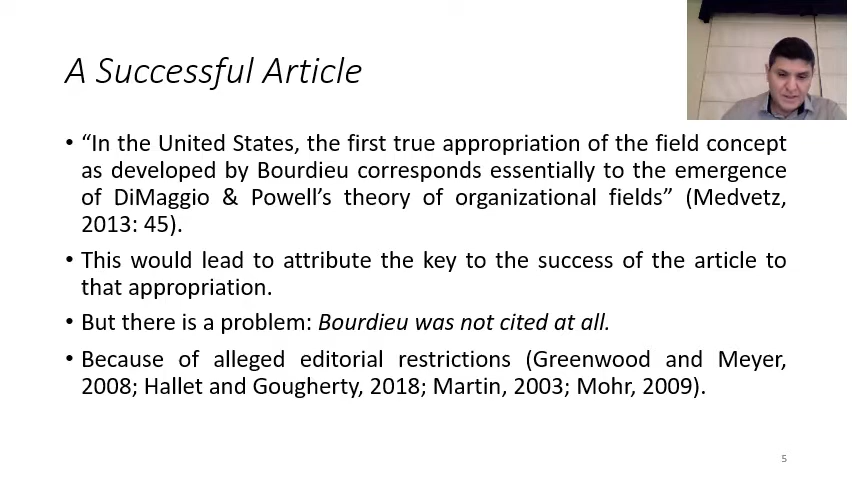 A Successful Article
• “In the United States, the first true appropriation of the field concept
as developed by Bourdieu corresponds essentially to the emergence
of DiMaggio & Powell’s theory of organizational fields” (Medvetz,
2013: 45).
• This would lead to attribute the key to the success of the article to
that appropriation.
• But there is a problem: Bourdieu was not cited at all.
• Because of alleged editorial restrictions (Greenwood and Meyer,
2008; Hallet and Gougherty, 2018; Martin, 2003; Mohr, 2009).
5